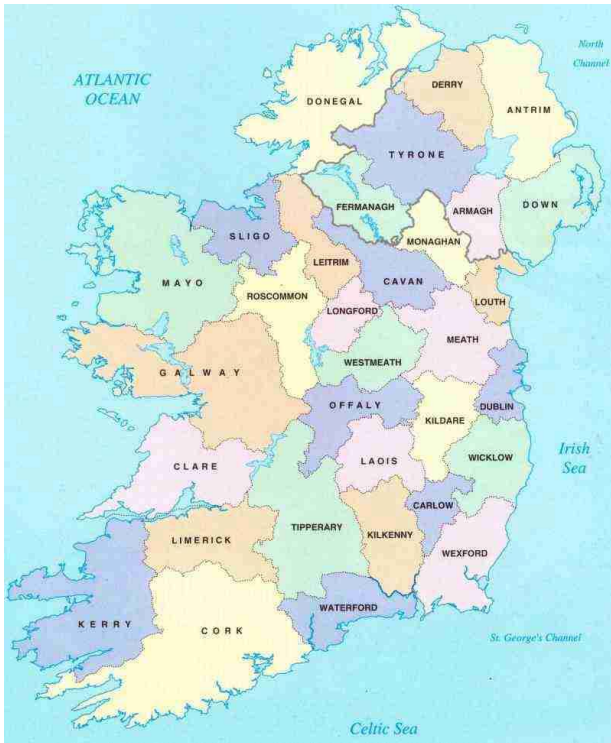 North
Channel
ATLANTIC
OCEAN
DERRY
DONEGAL
ANTRIM
TYRONE
FERMANAGH
ARMAGH
DOWN
SLIGO
MONAGHAN
LEITRIM
CAVAN
MAYO
ROSCOMMON
LOUTH
LONGFORD
MEATH
WESTMEATH
GALWAY
OFFALY
DUBLIN
KILDARE
Irish
Sea
CLARE
LAOIS
WICKLOW
CARLOW
TIPPERARY
KILKENNY
LIMERICK
WEXFORD
WATERFORD
KERRY
CORK
St. George's Channel
Celtic Sea